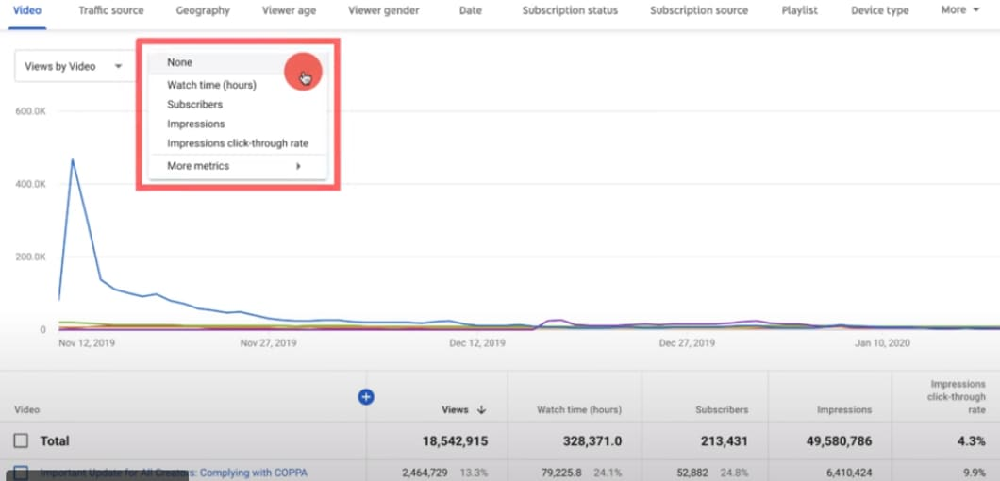 Video Traffic source Geography Viewer age Viewer gender Date Subscription status Subscription source Playlist Device type More
Views by Video
None
Watch time (hours)
Subscribers
Impressions
Impressions click-through rate
More metrics
600.0K
400.0K
200.0K
0
Nov 12, 2019 Nov 27, 2019 Dec 12, 2019 Dec 27, 2019 Jan 10, 2020
Video Views Watch time (hours) Subscribers Impressions Impressions click-through rate
Total 18,542,915 328,371.0 213,431 49,580,786 4.3%
Important Update for All Creators: Complying with COPPA 2,464,729 13.3% 79,225.8 24.1% 52,882 24.8% 6,410,424 9.9%